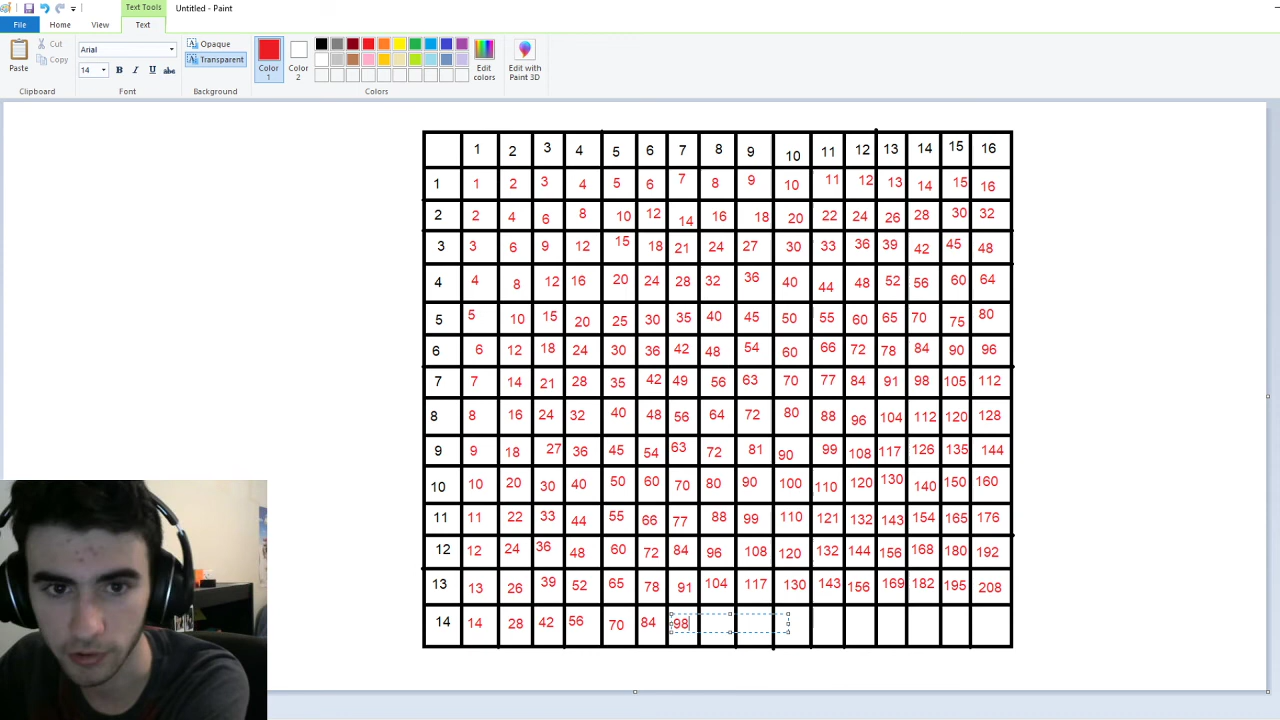 Text Tools
Untitled - Paint
File Home View Text
Paste
Cut
Copy
Clipboard
Arial
14
B I U abc
Font
Opaque
Transparent
Background
Color 1
Color 2
Edit colors
Colors
Edit with Paint 3D
1 2 3 4 5 6 7 8 9 10 11 12 13 14 15 16
1 1 2 3 4 5 6 7 8 9 10 11 12 13 14 15 16
2 2 4 6 8 10 12 14 16 18 20 22 24 26 28 30 32
3 3 6 9 12 15 18 21 24 27 30 33 36 39 42 45 48
4 4 8 12 16 20 24 28 32 36 40 44 48 52 56 60 64
5 5 10 15 20 25 30 35 40 45 50 55 60 65 70 75 80
6 6 12 18 24 30 36 42 48 54 60 66 72 78 84 90 96
7 7 14 21 28 35 42 49 56 63 70 77 84 91 98 105 112
8 8 16 24 32 40 48 56 64 72 80 88 96 104 112 120 128
9 9 18 27 36 45 54 63 72 81 90 99 108 117 126 135 144
10 10 20 30 40 50 60 70 80 90 100 110 120 130 140 150 160
11 11 22 33 44 55 66 77 88 99 110 121 132 143 154 165 176
12 12 24 36 48 60 72 84 96 108 120 132 144 156 168 180 192
13 13 26 39 52 65 78 91 104 117 130 143 156 169 182 195 208
14 14 28 42 56 70 84 98